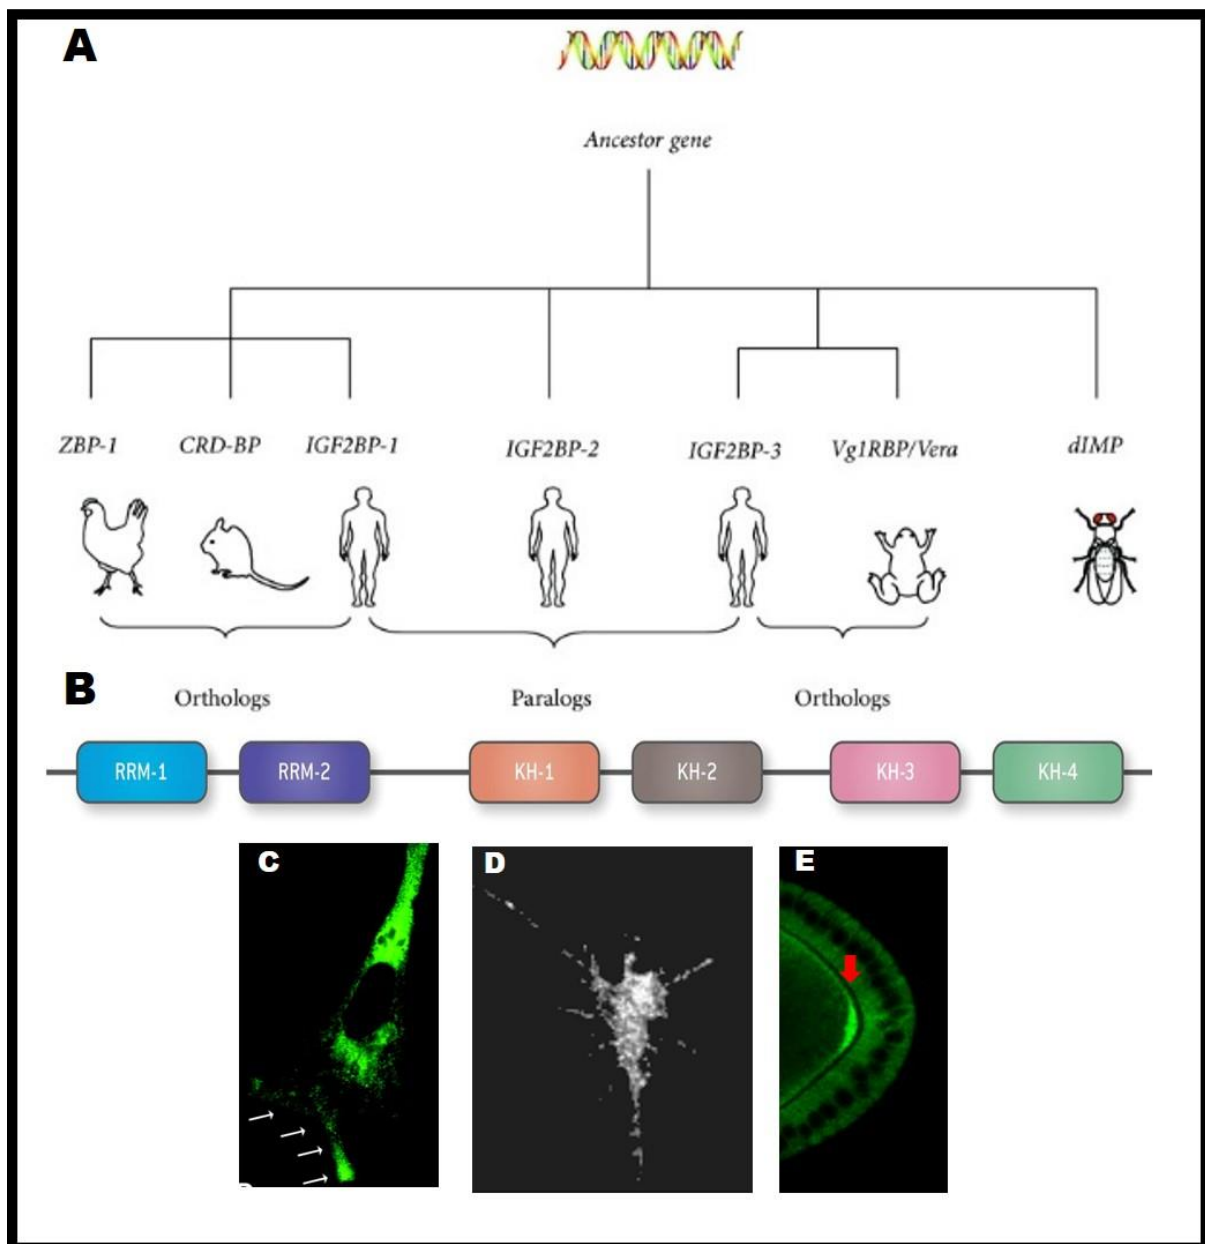 A
Ancestor gene
ZBP-1 CRD-BP IGF2BP-1 IGF2BP-2 IGF2BP-3 Vg1RBP/Vera dIMP
B
Orthologs Paralogs Orthologs
RRM-1 RRM-2 KH-1 KH-2 KH-3 KH-4
C D E